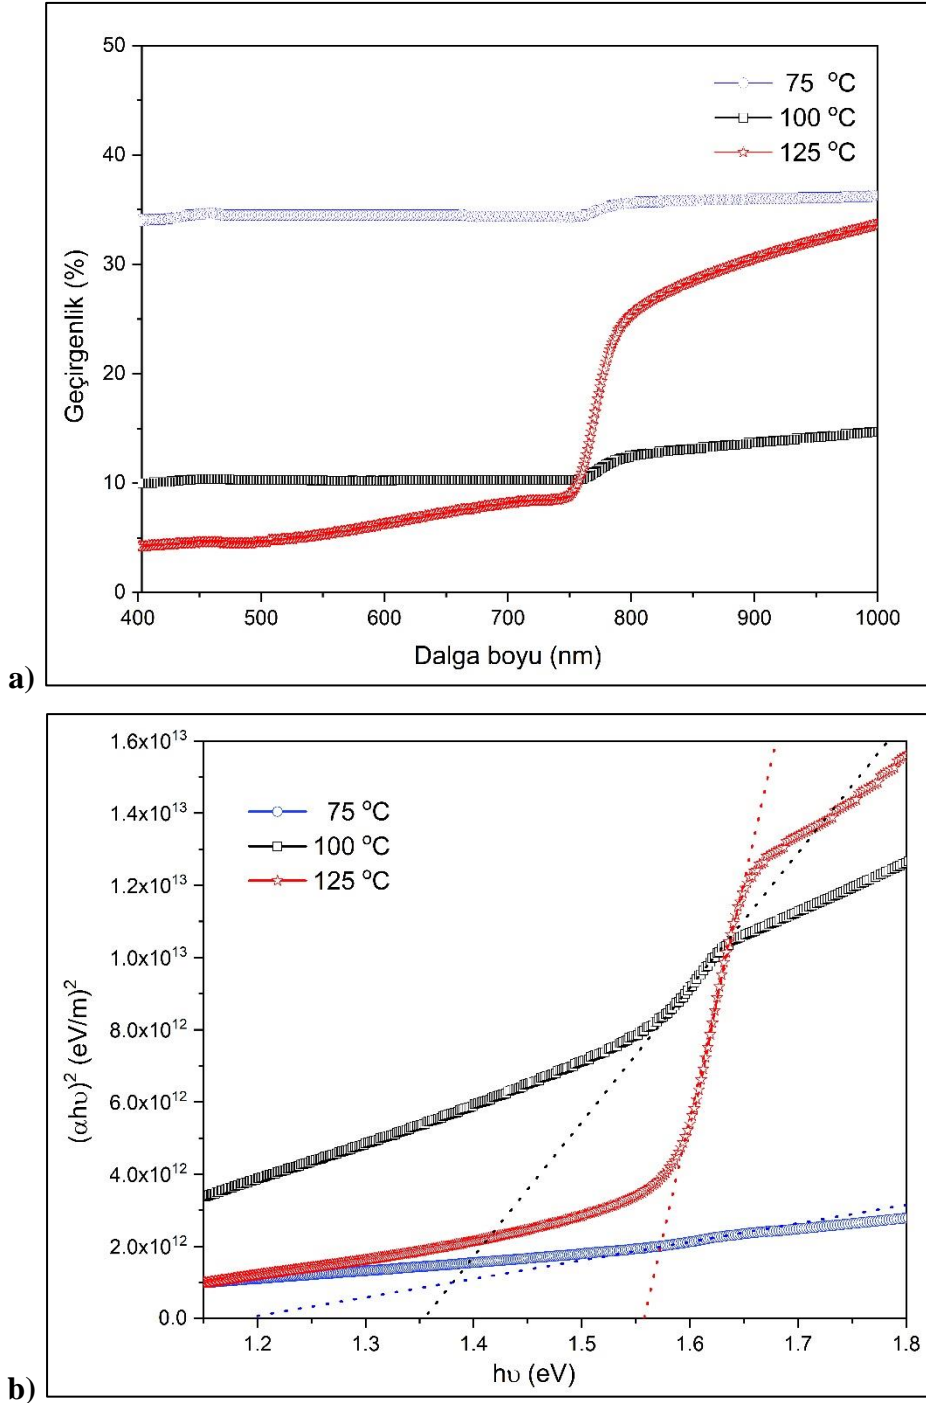 50
40
30
20
10
0
Geçirgenlik (%)
75 °C
100 °C
125 °C
400 500 600 700 800 900 1000
Dalga boyu (nm)
a)
1.6x10¹³
1.4x10¹³
1.2x10¹³
1.0x10¹³
8.0x10¹²
6.0x10¹²
4.0x10¹²
2.0x10¹²
0.0
(αhυ)² (eV/m)²
75 °C
100 °C
125 °C
1.2 1.3 1.4 1.5 1.6 1.7 1.8
hυ (eV)
b)